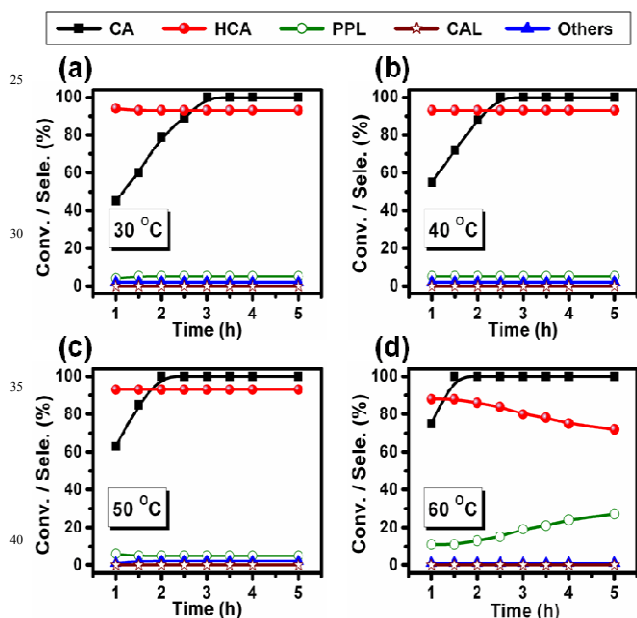 CA HCA PPL CAL Others
(a) (b)
25
Conv. / Sele. (%)
100
80
60
40
20
0
30 °C
1 2 3 4 5
Time (h)
Conv. / Sele. (%)
100
80
60
40
20
0
40 °C
1 2 3 4 5
Time (h)
30
(c) (d)
35
Conv. / Sele. (%)
100
80
60
40
20
0
50 °C
1 2 3 4 5
Time (h)
Conv. / Sele. (%)
100
80
60
40
20
0
60 °C
1 2 3 4 5
Time (h)
40